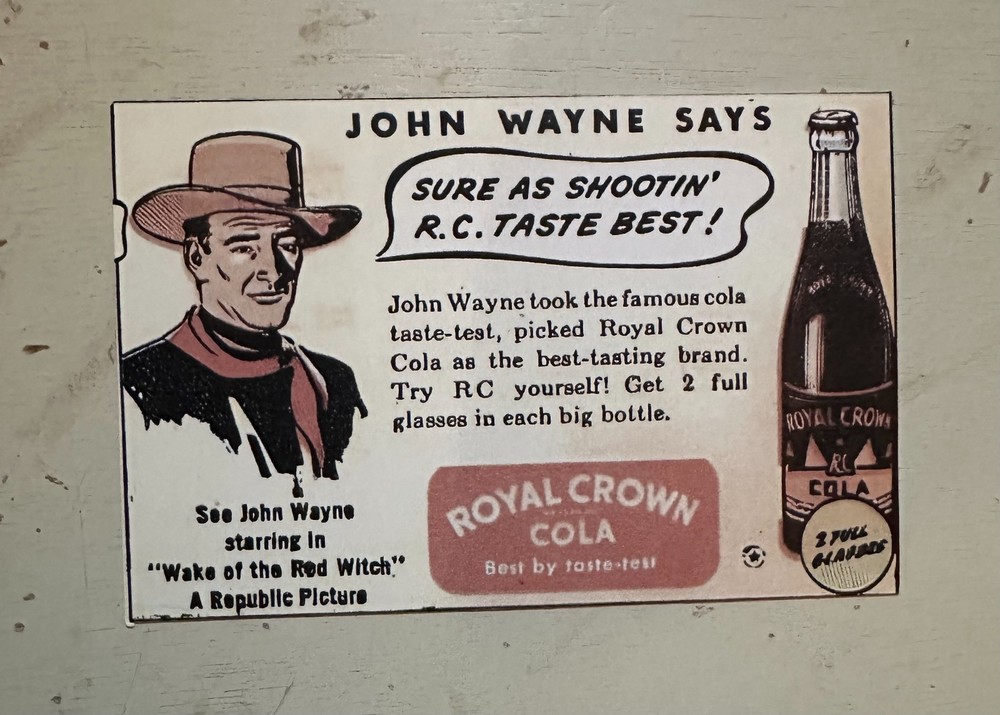 JOHN WAYNE SAYS
SURE AS SHOOTIN'
R.C. TASTE BEST!
John Wayne took the famous cola
taste-test, picked Royal Crown
Cola as the best-tasting brand.
Try RC yourself! Get 2 full
glasses in each big bottle.
See John Wayne
starring in
"Wake of the Red Witch"
A Republic Picture
ROYAL CROWN
COLA
Best by taste-test
ROYAL CROWN
RC
COLA
2 FULL
GLASSES